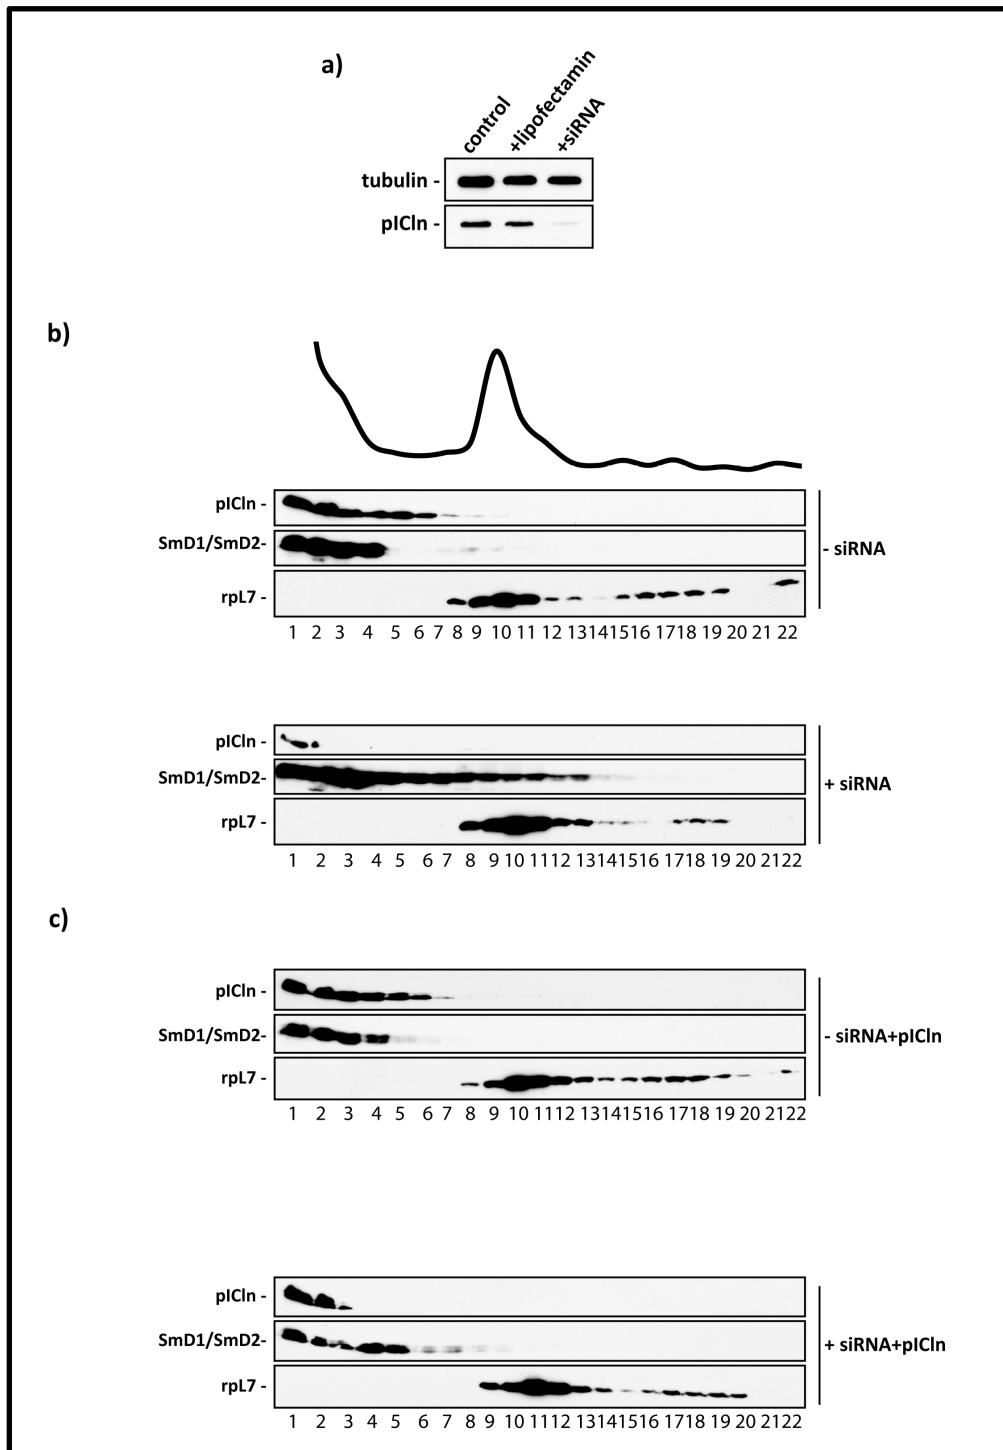 a)
control
+lipofectamin
+siRNA
tubulin -
pICln -
b)
pICln -
SmD1/SmD2-
rpL7 -
- siRNA
1 2 3 4 5 6 7 8 9 10 11 12 13 14 15 16 17 18 19 20 21 22
pICln -
SmD1/SmD2-
rpL7 -
+ siRNA
1 2 3 4 5 6 7 8 9 10 11 12 13 14 15 16 17 18 19 20 21 22
c)
pICln -
SmD1/SmD2-
rpL7 -
- siRNA+pICln
1 2 3 4 5 6 7 8 9 10 11 12 13 14 15 16 17 18 19 20 21 22
pICln -
SmD1/SmD2-
rpL7 -
+ siRNA+pICln
1 2 3 4 5 6 7 8 9 10 11 12 13 14 15 16 17 18 19 20 21 22